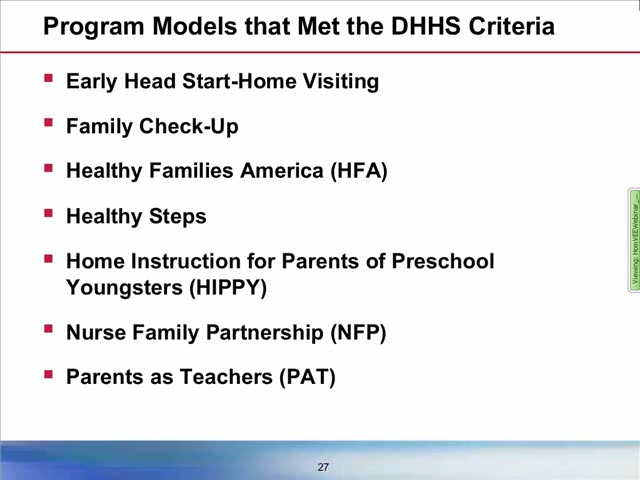 Program Models that Met the DHHS Criteria
Early Head Start-Home Visiting
Family Check-Up
Healthy Families America (HFA)
Healthy Steps
Home Instruction for Parents of Preschool
Youngsters (HIPPY)
Nurse Family Partnership (NFP)
Parents as Teachers (PAT)
Viewing: HomVEEWebinar_...
27